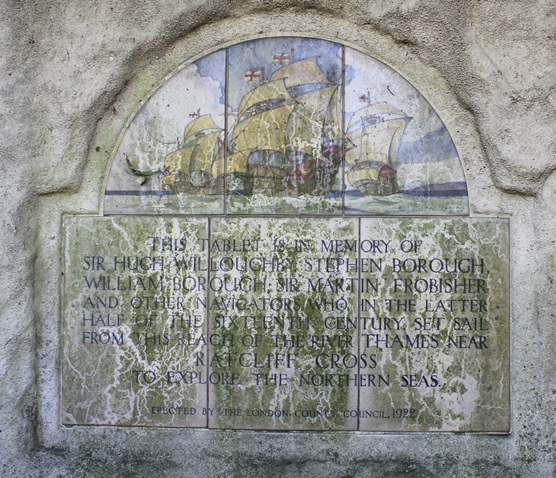 THIS TABLET IS IN MEMORY OF
SIR HUGH WILLOUGHBY, STEPHEN BOROUGH,
WILLIAM BOROUGH, SIR MARTIN FROBISHER
AND OTHER NAVIGATORS WHO, IN THE LATTER
HALF OF THE SIXTEENTH CENTURY, SET SAIL
FROM THIS REACH OF THE RIVER THAMES NEAR
RATCLIFF CROSS
TO EXPLORE THE NORTHERN SEAS.
ERECTED BY THE LONDON COUNTY COUNCIL, 1922